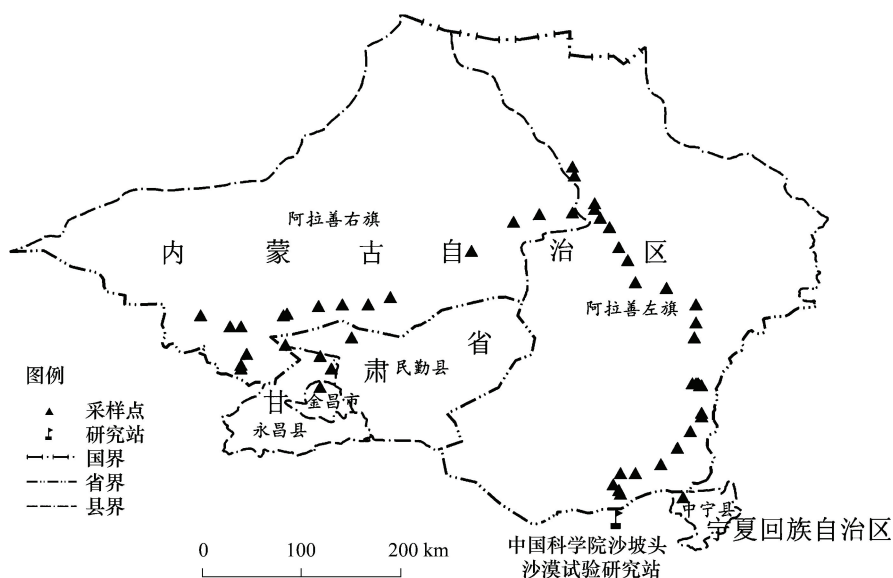 阿拉善右旗
内蒙古自治区
阿拉善左旗
甘肃省
民勤县
金昌市
永昌县
图例
采样点
研究站
国界
省界
县界
中宁县
宁夏回族自治区
中国科学院沙坡头
沙漠试验研究站
0 100 200 km